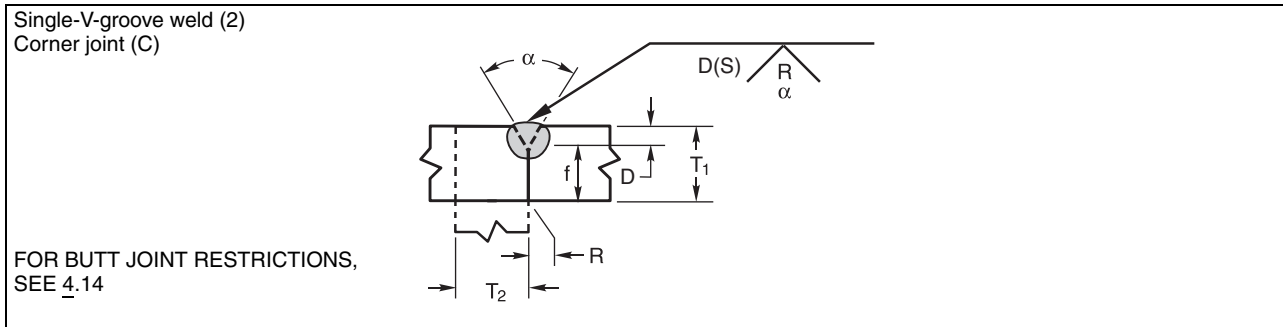 Single-V-groove weld (2)
Corner joint (C)
α
D(S)
R
α
f
D
T₁
R
T₂
FOR BUTT JOINT RESTRICTIONS,
SEE 4.14